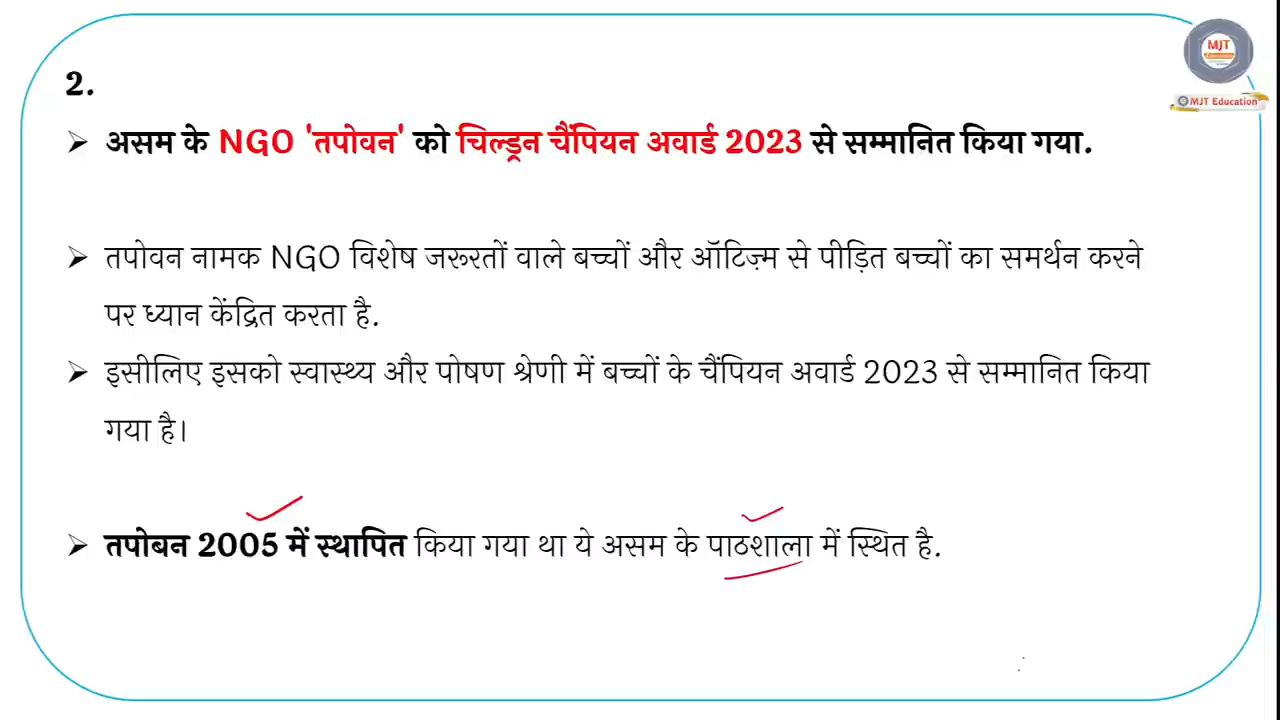 MJT
MJT Education
2.
➤ असम के NGO 'तपोवन' को चिल्ड्रन चैंपियन अवार्ड 2023 से सम्मानित किया गया.
➤ तपोवन नामक NGO विशेष जरूरतों वाले बच्चों और ऑटिज़्म से पीड़ित बच्चों का समर्थन करने
पर ध्यान केंद्रित करता है.
➤ इसीलिए इसको स्वास्थ्य और पोषण श्रेणी में बच्चों के चैंपियन अवार्ड 2023 से सम्मानित किया
गया है।
➤ तपोबन 2005 में स्थापित किया गया था ये असम के पाठशाला में स्थित है.